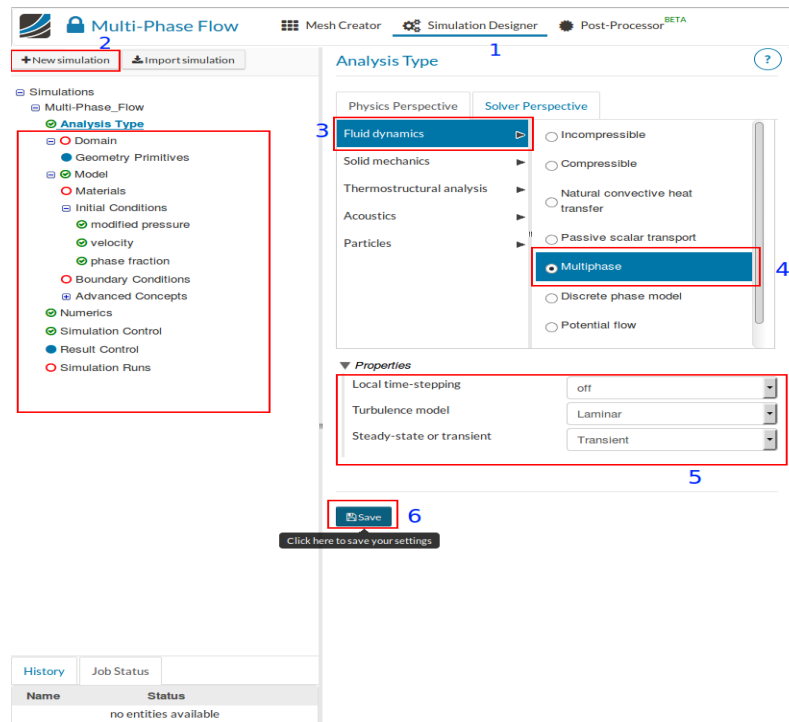 Multi-Phase Flow
Mesh Creator
Simulation Designer
Post-Processor BETA
1
2
+New simulation
Import simulation
Analysis Type
?
Simulations
Multi-Phase_Flow
Analysis Type
Domain
Geometry Primitives
Model
Materials
Initial Conditions
modified pressure
velocity
phase fraction
Boundary Conditions
Advanced Concepts
Numerics
Simulation Control
Result Control
Simulation Runs
Physics Perspective
Solver Perspective
3
Fluid dynamics
Solid mechanics
Thermostructural analysis
Acoustics
Particles
Incompressible
Compressible
Natural convective heat
transfer
Passive scalar transport
Multiphase
4
Discrete phase model
Potential flow
Properties
Local time-stepping
off
Turbulence model
Laminar
Steady-state or transient
Transient
5
Save
6
Click here to save your settings
History
Job Status
Name
Status
no entities available